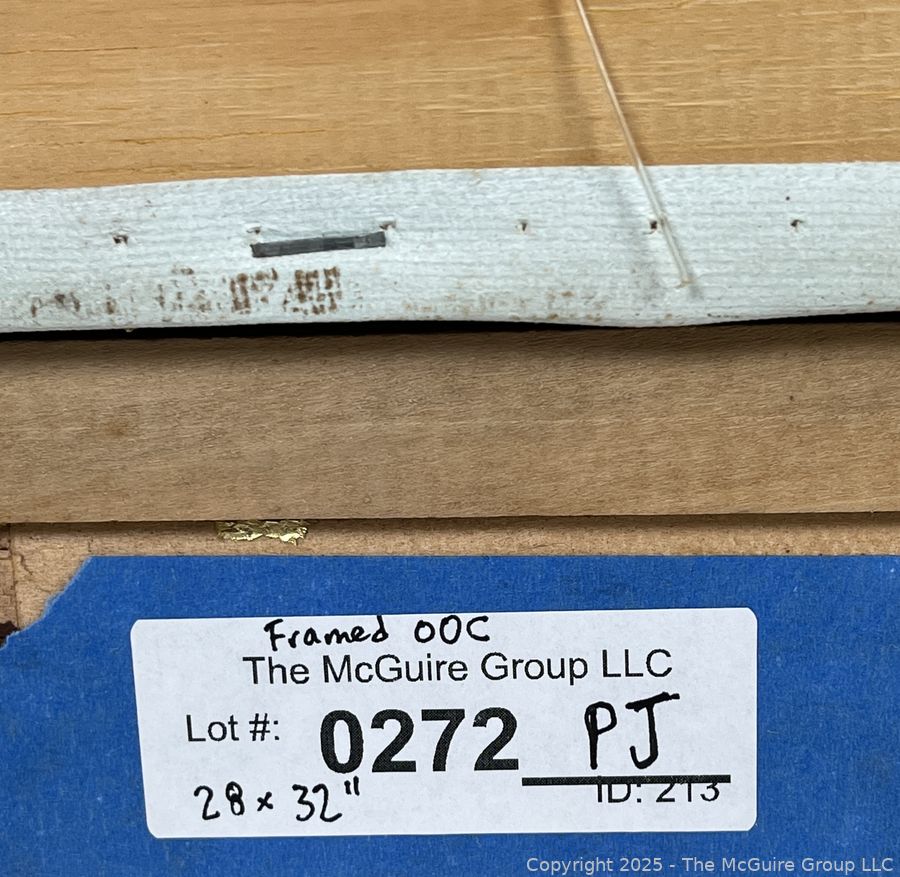 Framed OOC
The McGuire Group LLC
Lot #: 0272 PJ
ID: 213
28 x 32"
Copyright 2025 - The McGuire Group LLC